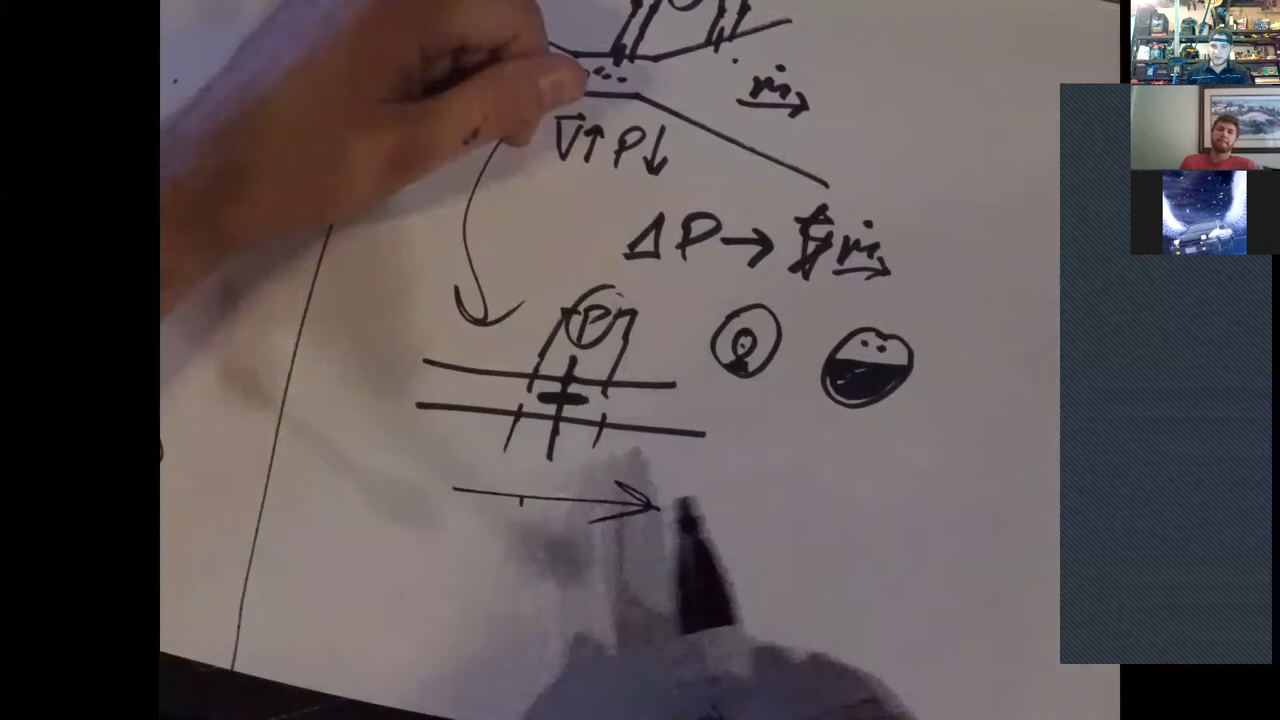 ṁ
V↑ P↓
ΔP→ ṁ
P